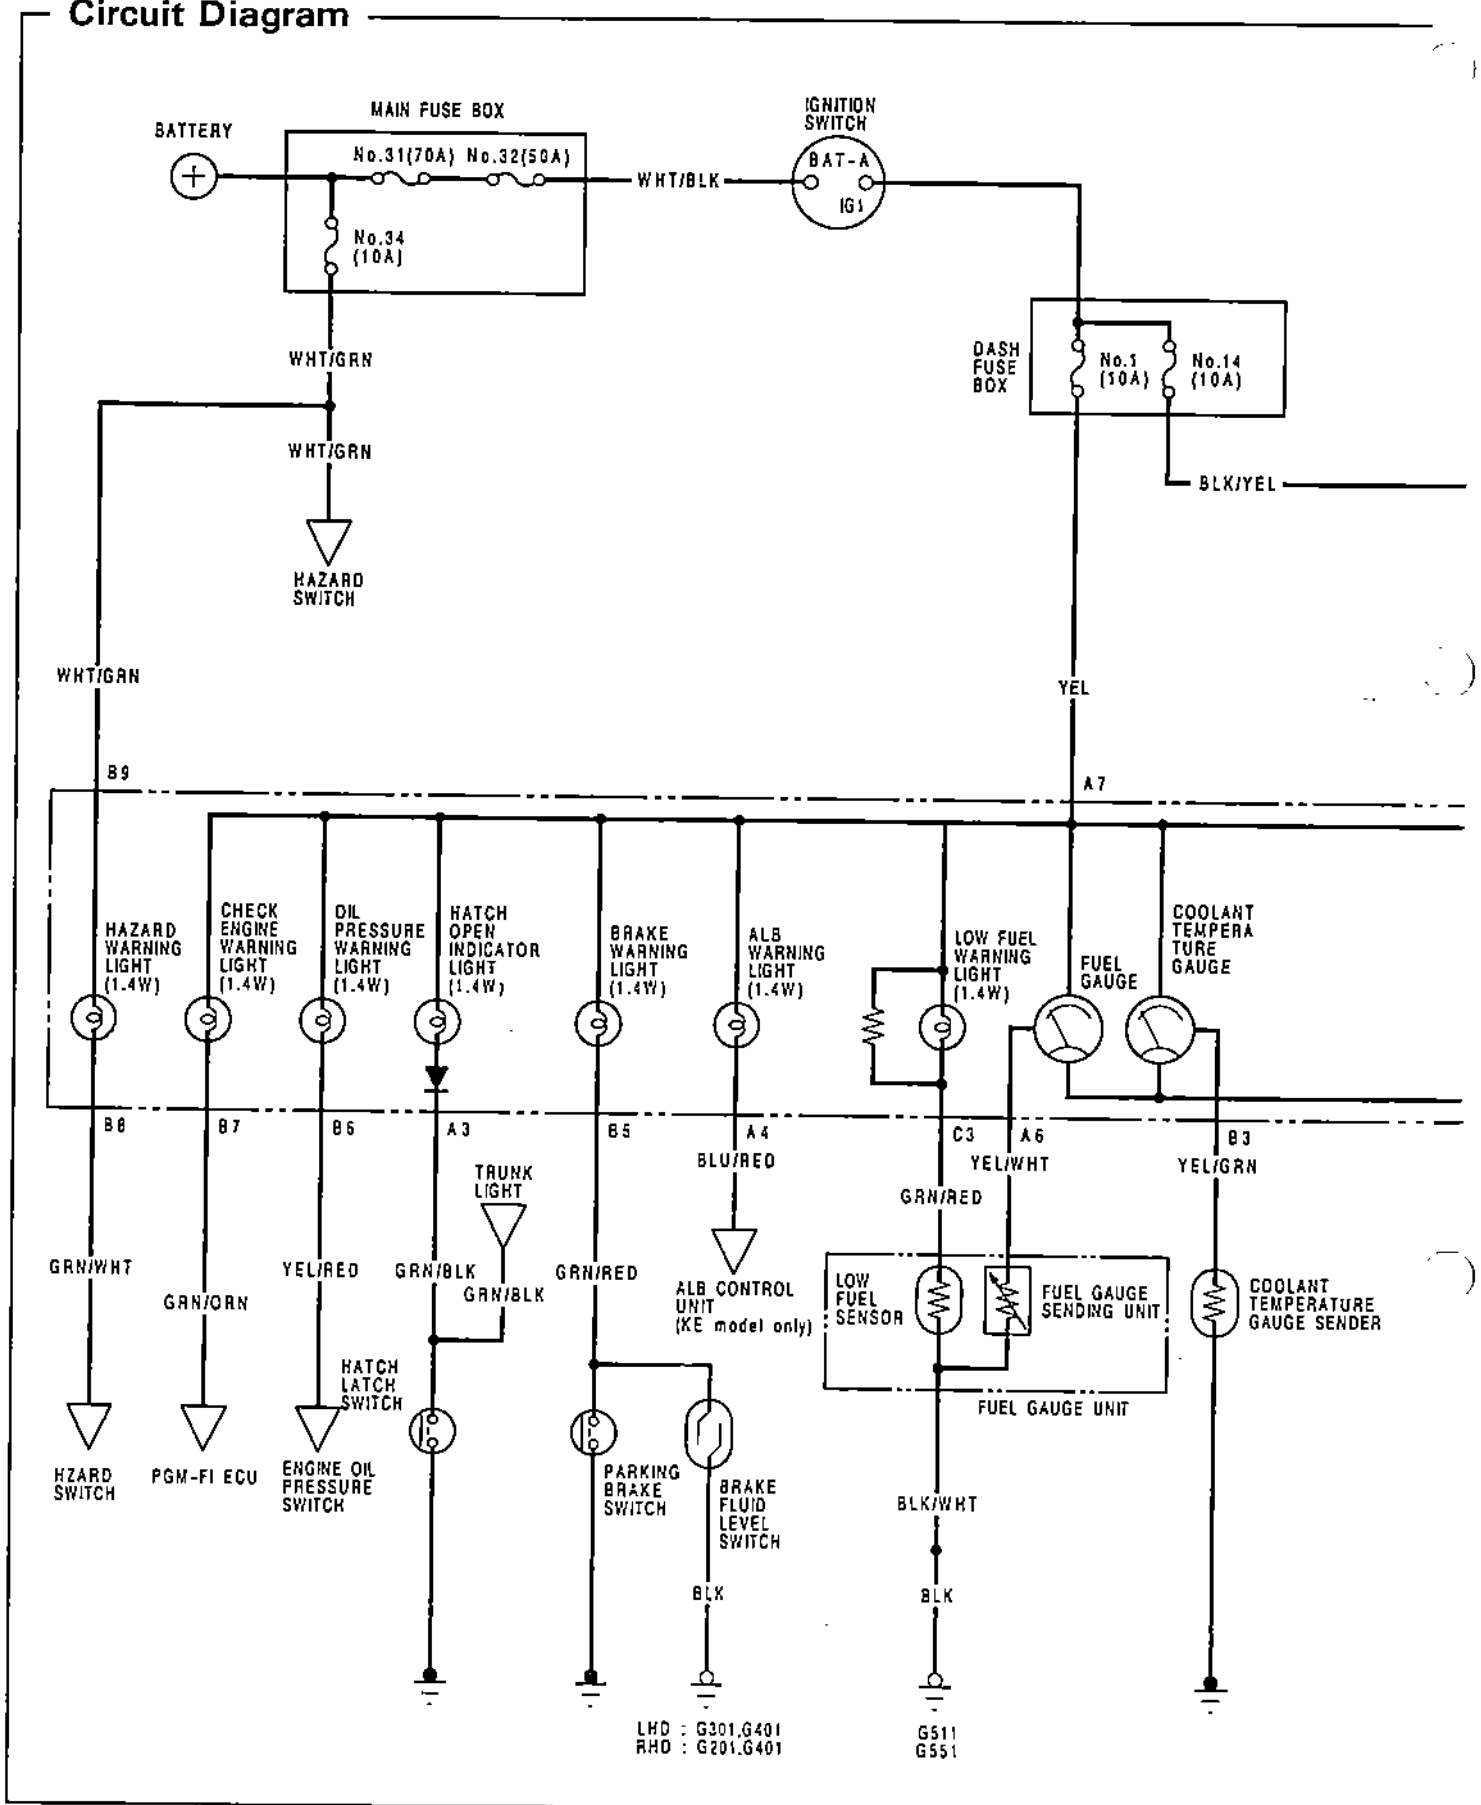 Circuit Diagram
MAIN FUSE BOX
BATTERY
No.31(70A) No.32(50A)
No.34
(10A)
WHT/BLK
IGNITION
SWITCH
BAT-A
IG1
DASH
FUSE
BOX
No.1
(10A)
No.14
(10A)
WHT/GRN
WHT/GRN
BLK/YEL
HAZARD
SWITCH
WHT/GRN
YEL
B9
A7
HAZARD
WARNING
LIGHT
(1.4W)
CHECK
ENGINE
WARNING
LIGHT
(1.4W)
OIL
PRESSURE
WARNING
LIGHT
(1.4W)
HATCH
OPEN
INDICATOR
LIGHT
(1.4W)
BRAKE
WARNING
LIGHT
(1.4W)
ALB
WARNING
LIGHT
(1.4W)
LOW FUEL
WARNING
LIGHT
(1.4W)
FUEL
GAUGE
COOLANT
TEMPERA
TURE
GAUGE
B8
B7
B6
A3
B5
A4
C3
A6
B3
BLU/RED
YEL/WHT
YEL/GRN
TRUNK
LIGHT
GRN/RED
GRN/WHT
GRN/ORN
YEL/RED
GRN/BLK
GRN/BLK
GRN/RED
ALB CONTROL
UNIT
(KE model only)
LOW
FUEL
SENSOR
FUEL GAUGE
SENDING UNIT
COOLANT
TEMPERATURE
GAUGE SENDER
HATCH
LATCH
SWITCH
FUEL GAUGE UNIT
HZARD
SWITCH
PGM-FI ECU
ENGINE OIL
PRESSURE
SWITCH
PARKING
BRAKE
SWITCH
BRAKE
FLUID
LEVEL
SWITCH
BLK/WHT
BLK
BLK
LHD : G301,G401
RHD : G201,G401
G511
G551